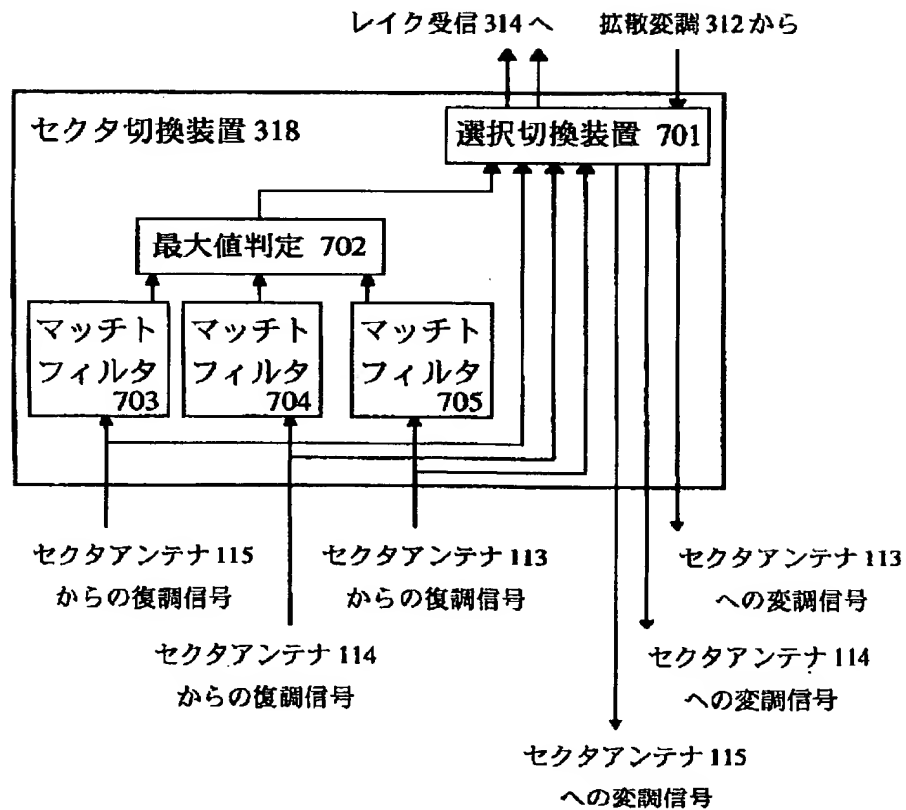 レイク受信 314 へ
拡散変調 312 から
セクタ切換装置 318
選択切換装置 701
最大値判定 702
マッチト
フィルタ
703
マッチト
フィルタ
704
マッチト
フィルタ
705
セクタアンテナ 115
からの復調信号
セクタアンテナ 113
からの復調信号
セクタアンテナ 113
への変調信号
セクタアンテナ 114
からの復調信号
セクタアンテナ 114
への変調信号
セクタアンテナ 115
への変調信号